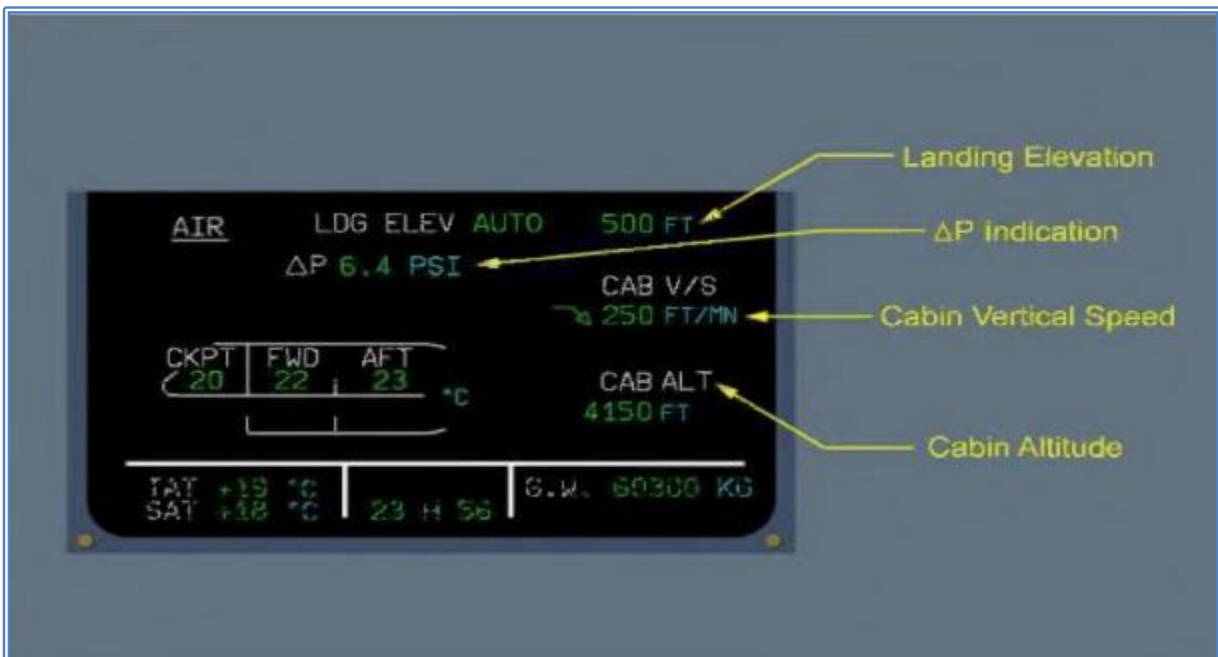 AIR LDG ELEV AUTO 500 FT
Landing Elevation
ΔP 6.4 PSI
ΔP indication
CAB V/S
250 FT/MN
Cabin Vertical Speed
CKPT FWD AFT
20 22 23 °C
CAB ALT
4150 FT
Cabin Altitude
TAT +19 °C
SAT +18 °C
23 H 56
G.W. 60300 KG